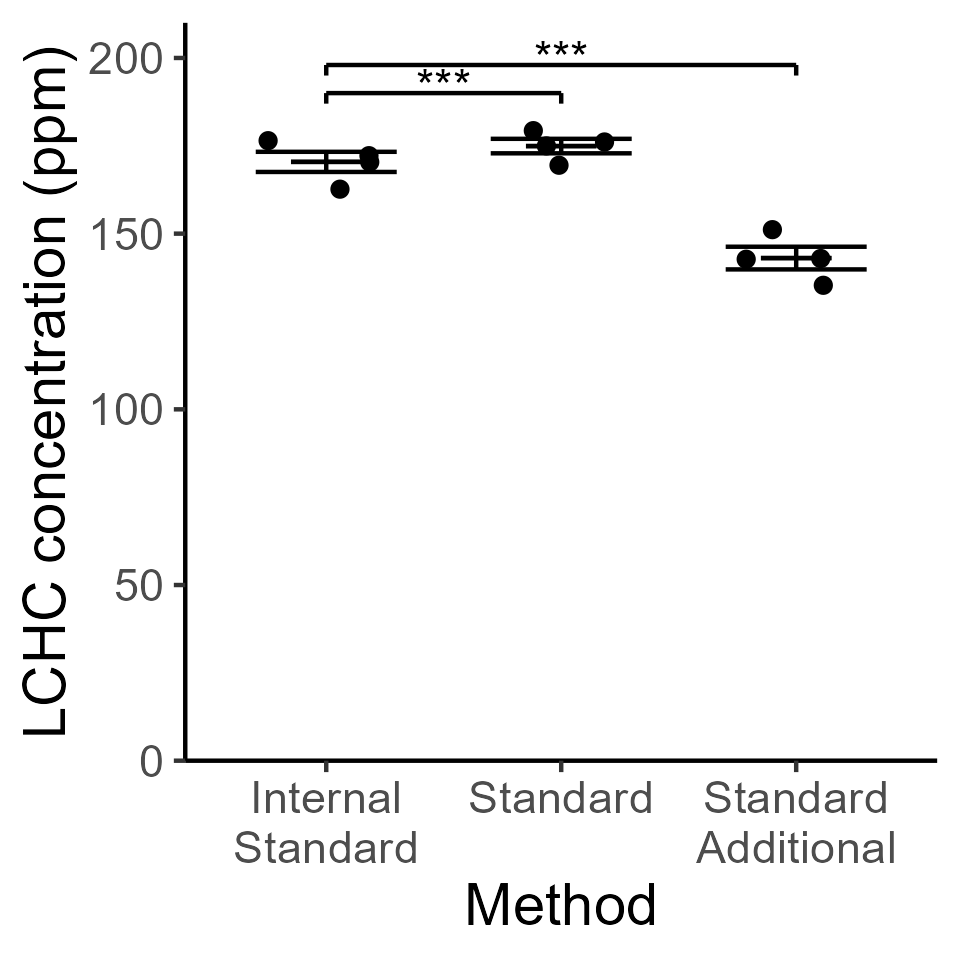 LCHC concentration (ppm)
200
150
100
50
0
***
***
Internal
Standard
Standard
Standard
Additional
Method